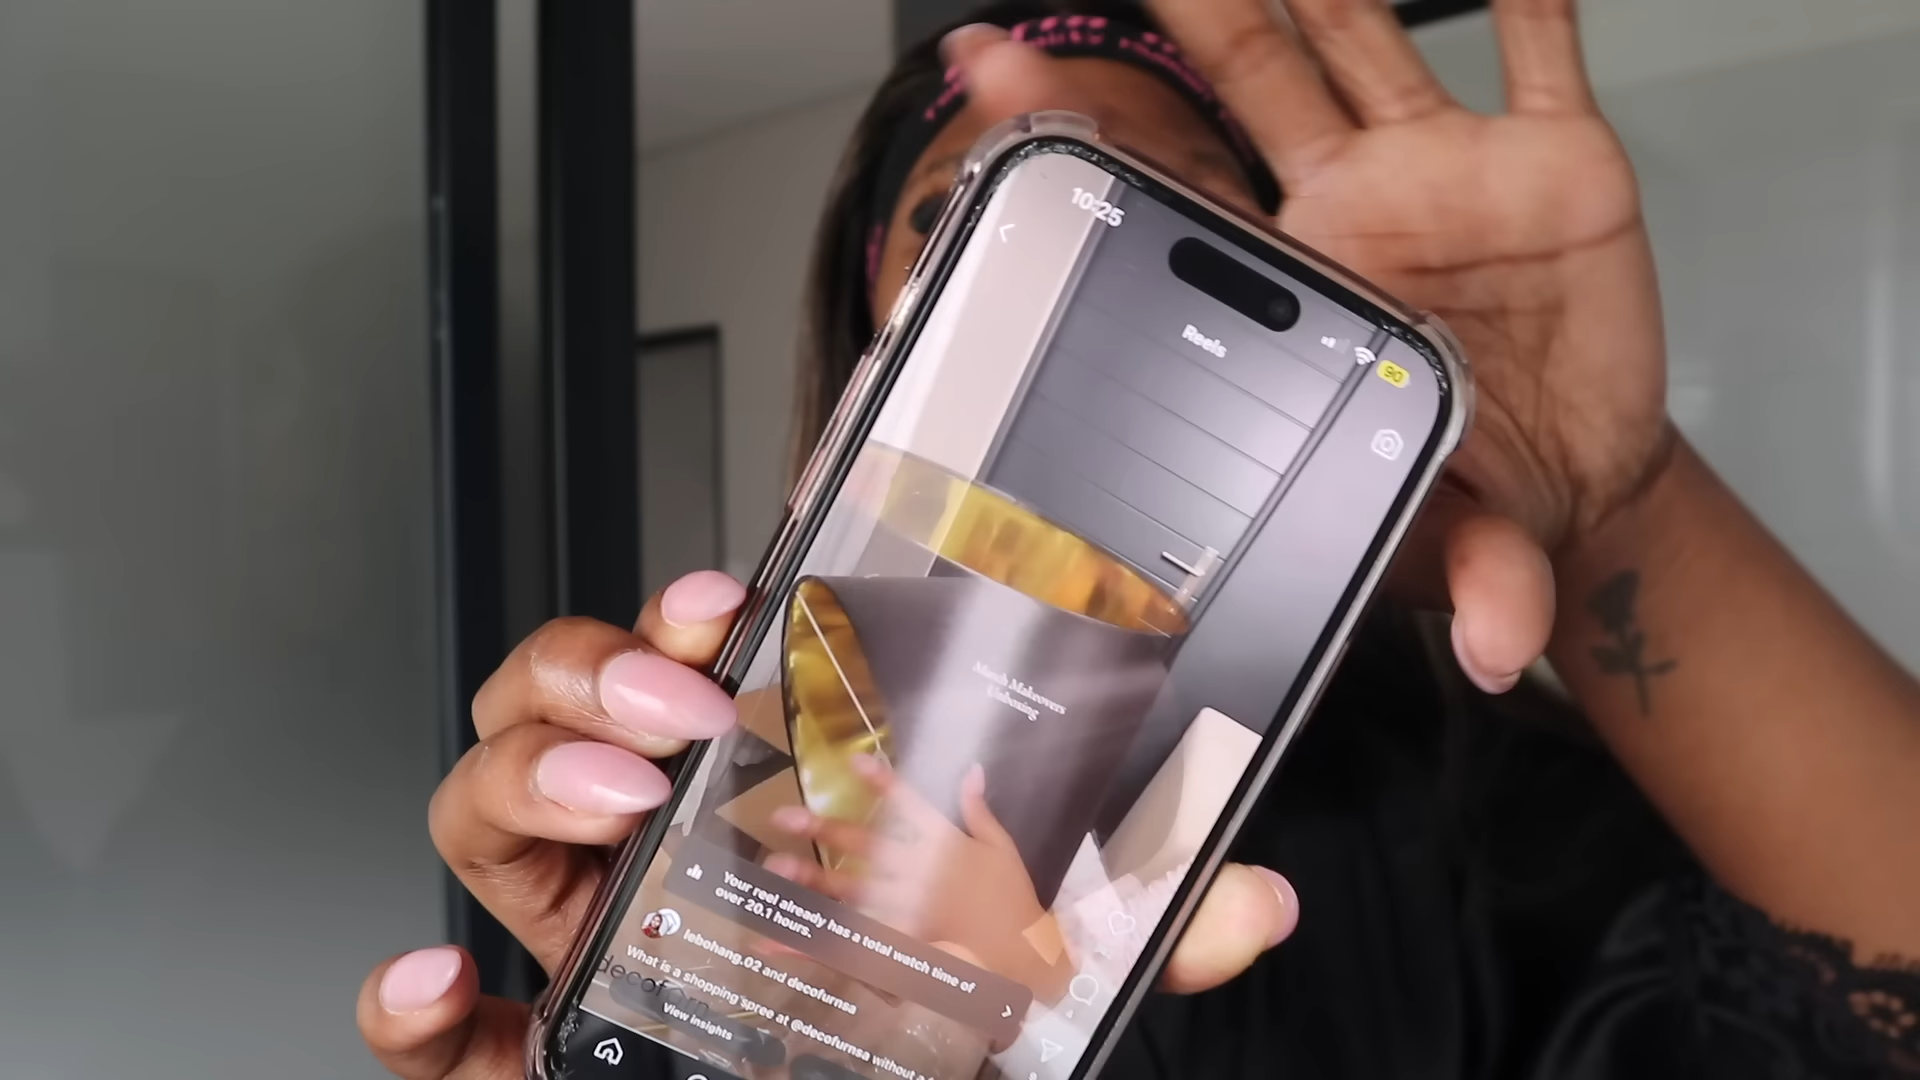 10:25
Reels
90
March Makeovers
Unboxing
Your reel already has a total watch time of
over 20.1 hours.
lebohang.02 and decofurnsa
What is a shopping spree at @decofurnsa without a
decofurn
View insights